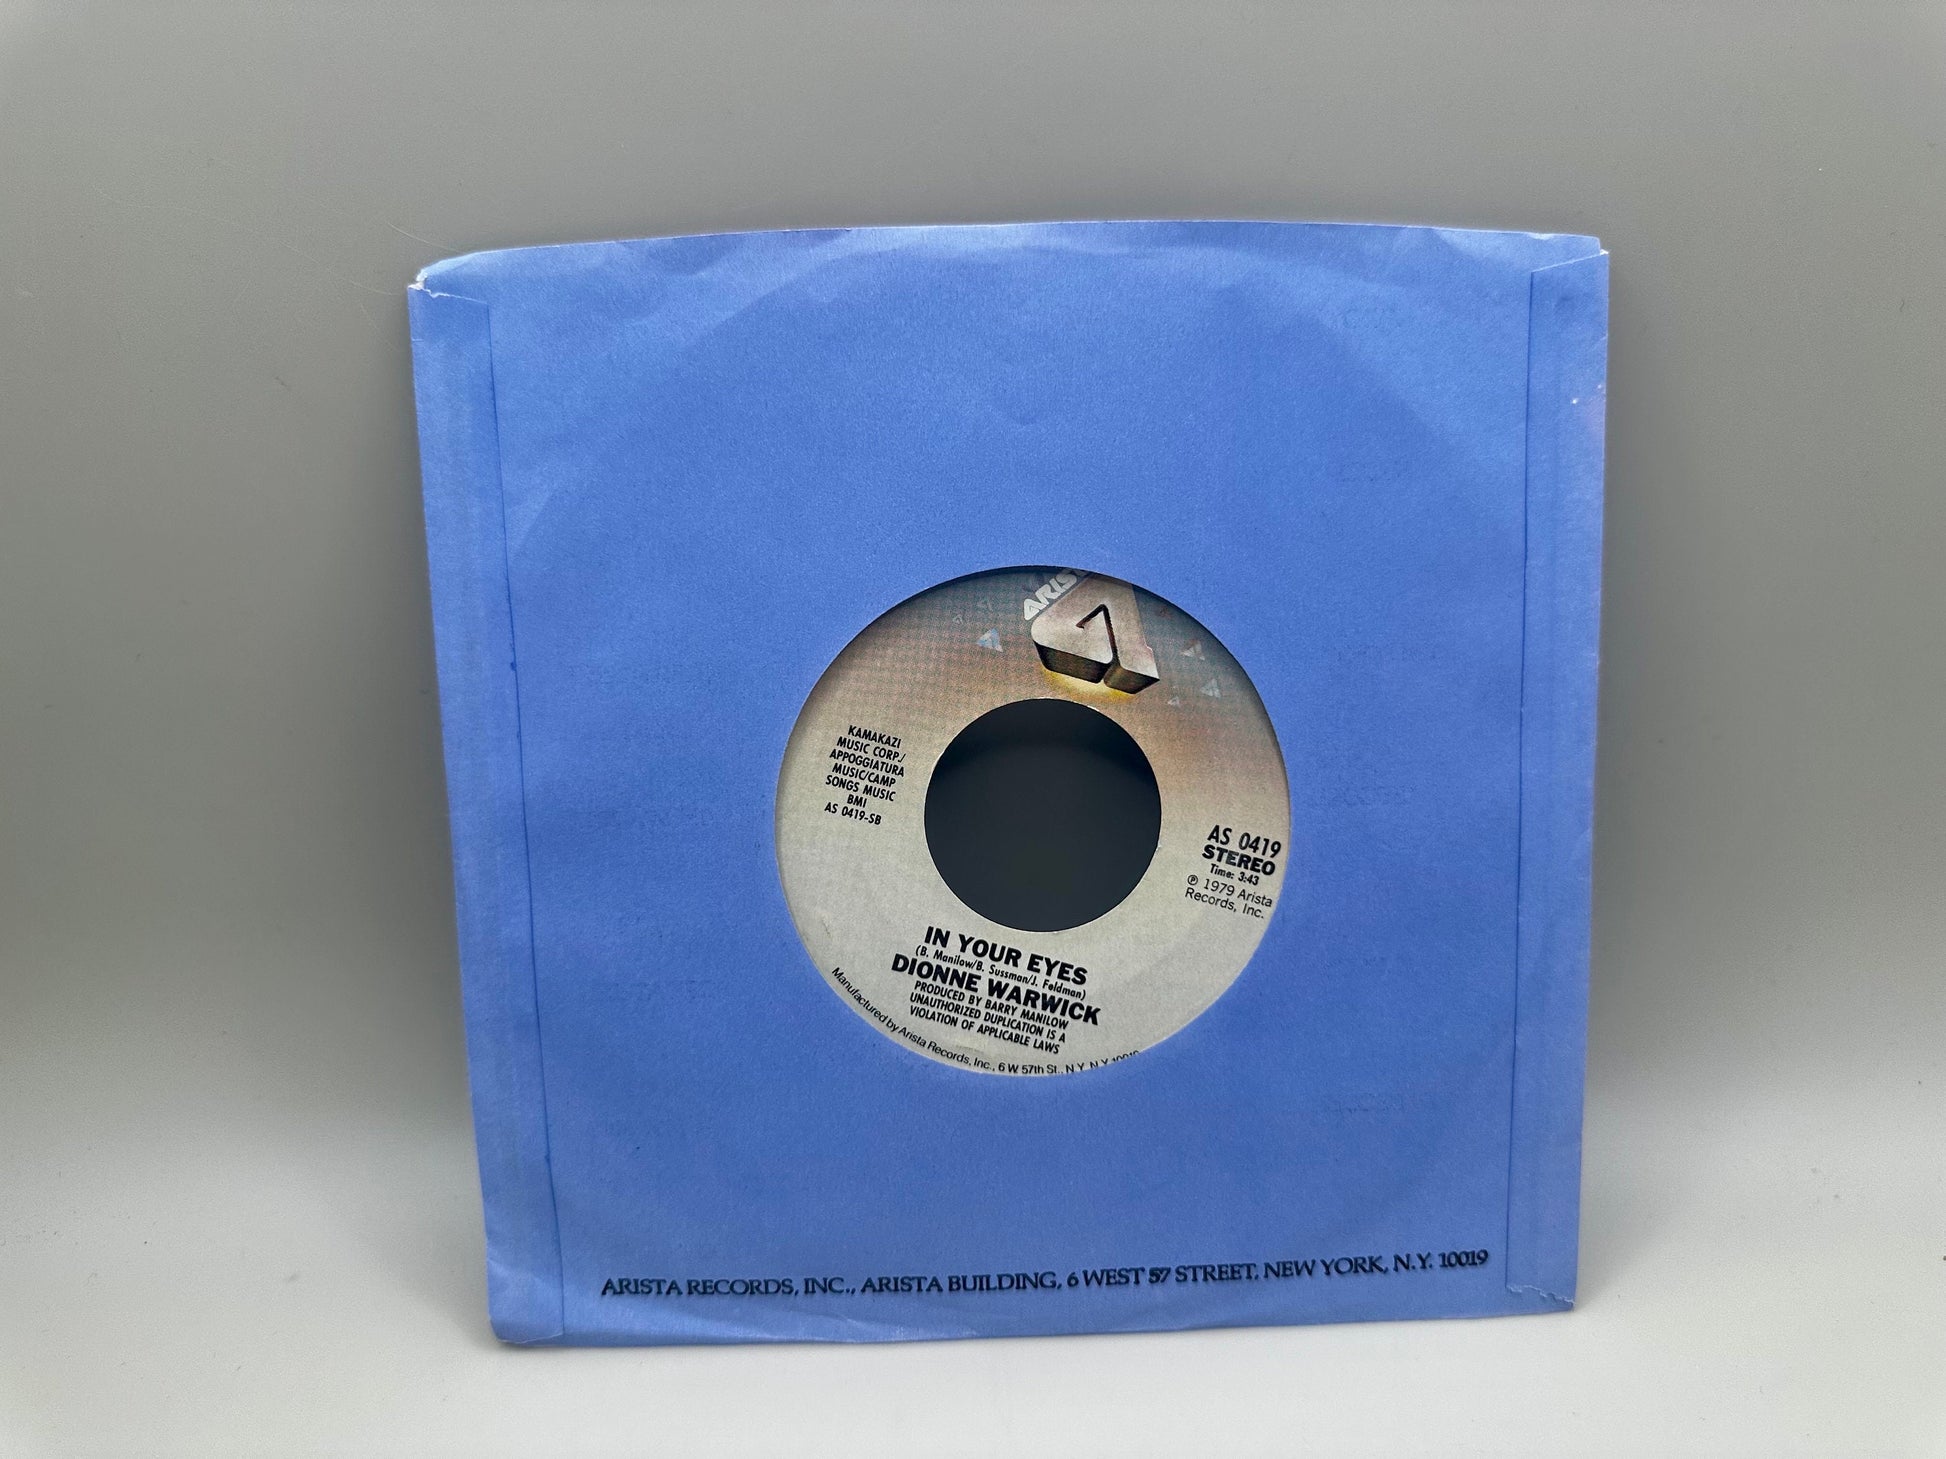 ARIS
KAMAKAZI
MUSIC CORP./
APPOGGIATURA
MUSIC/CAMP
SONGS MUSIC
BMI
AS 0419-SB
AS 0419
STEREO
Time: 3:43
℗ 1979 Arista
Records, Inc.
IN YOUR EYES
(B. Manilow/B. Sussman/J. Feldman)
DIONNE WARWICK
PRODUCED BY BARRY MANILOW
UNAUTHORIZED DUPLICATION IS A
VIOLATION OF APPLICABLE LAWS
Manufactured by Arista Records, Inc., 6 W. 57th St., N.Y. N.Y. 10019
ARISTA RECORDS, INC., ARISTA BUILDING, 6 WEST 57 STREET, NEW YORK, N.Y. 10019